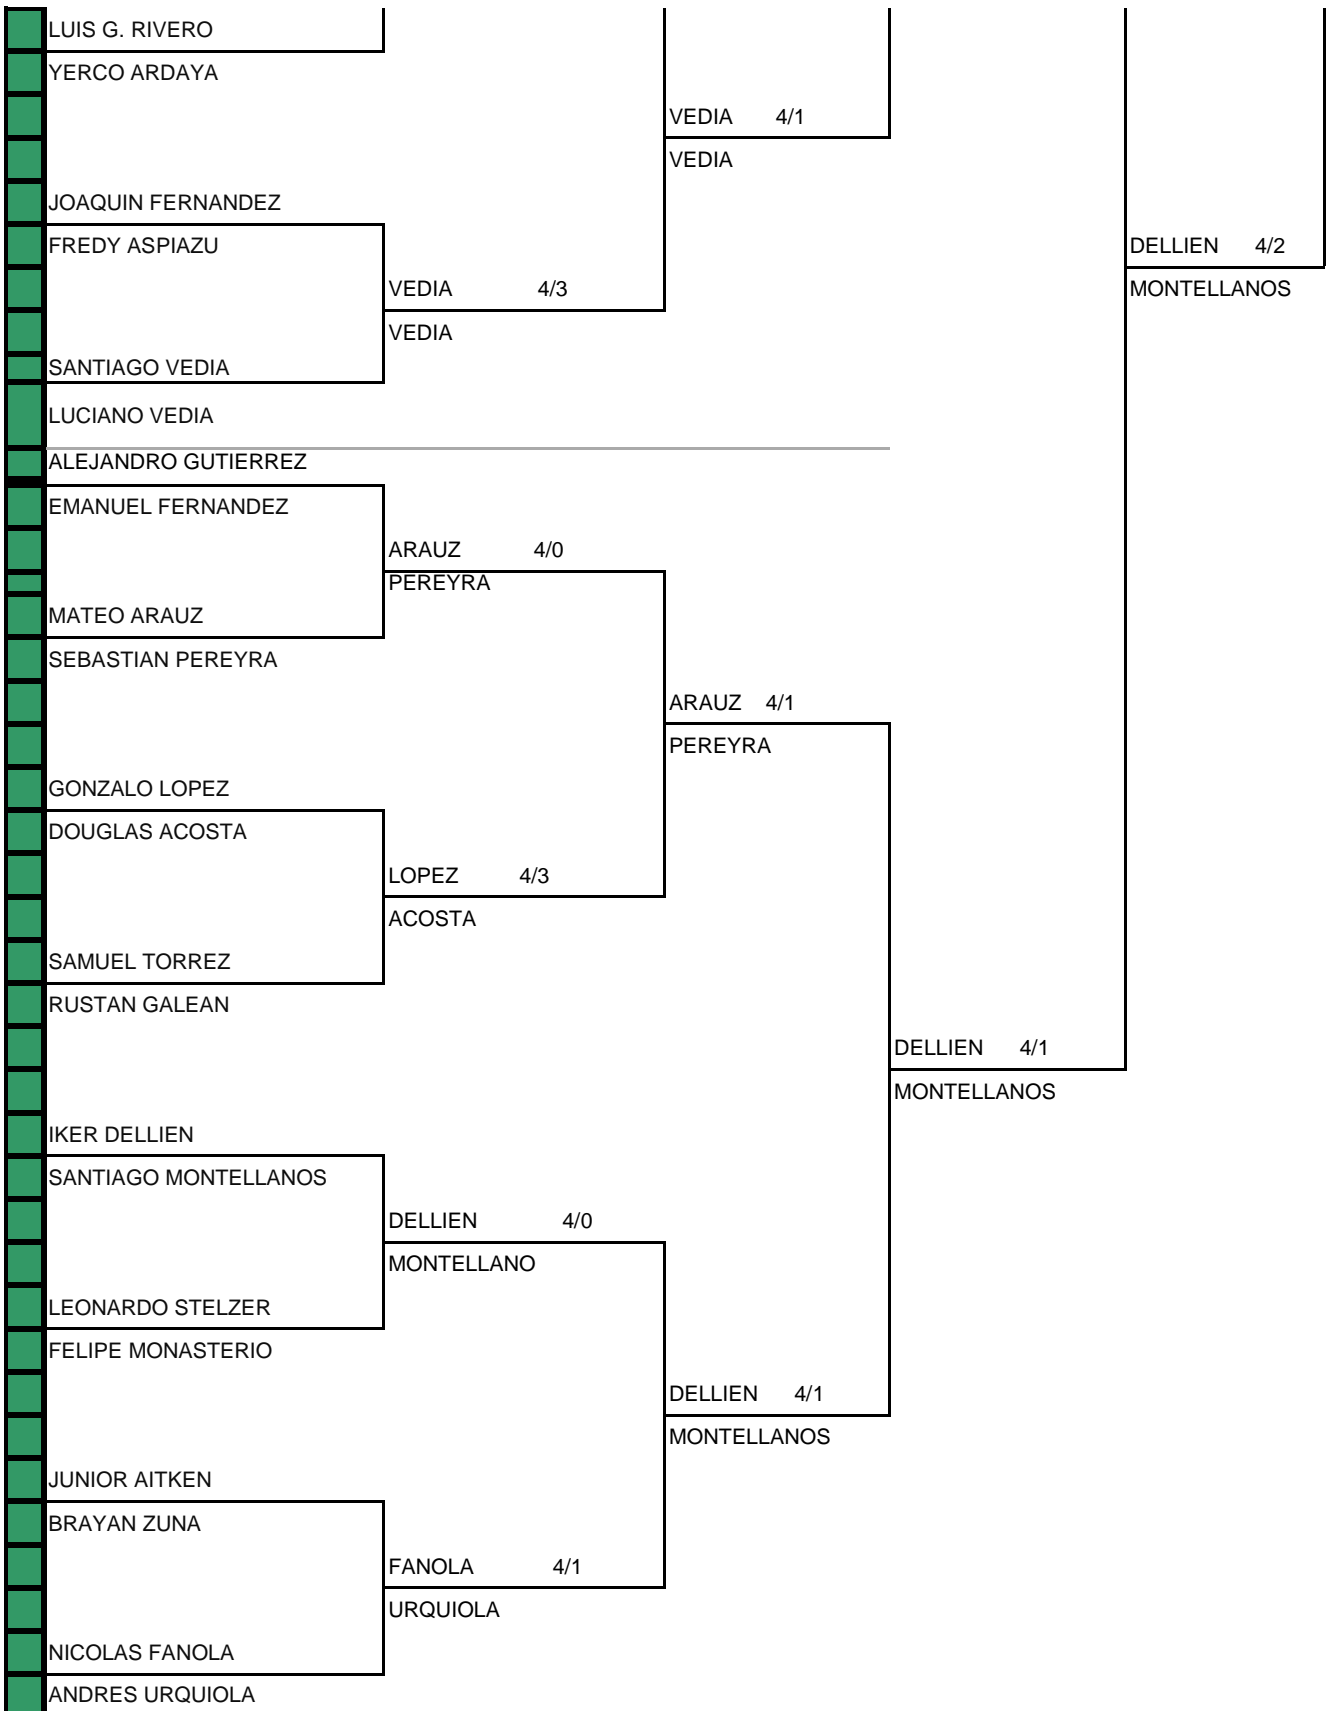 LUIS G. RIVERO
YERCO ARDAYA
VEDIA 4/1
VEDIA
JOAQUIN FERNANDEZ
FREDY ASPIAZU
DELLIEN 4/2
VEDIA 4/3
MONTELLANOS
VEDIA
SANTIAGO VEDIA
LUCIANO VEDIA
ALEJANDRO GUTIERREZ
EMANUEL FERNANDEZ
ARAUZ 4/0
PEREYRA
MATEO ARAUZ
SEBASTIAN PEREYRA
ARAUZ 4/1
PEREYRA
GONZALO LOPEZ
DOUGLAS ACOSTA
LOPEZ 4/3
ACOSTA
SAMUEL TORREZ
RUSTAN GALEAN
DELLIEN 4/1
MONTELLANOS
IKER DELLIEN
SANTIAGO MONTELLANOS
DELLIEN 4/0
MONTELLANO
LEONARDO STELZER
FELIPE MONASTERIO
DELLIEN 4/1
MONTELLANOS
JUNIOR AITKEN
BRAYAN ZUNA
FANOLA 4/1
URQUIOLA
NICOLAS FANOLA
ANDRES URQUIOLA